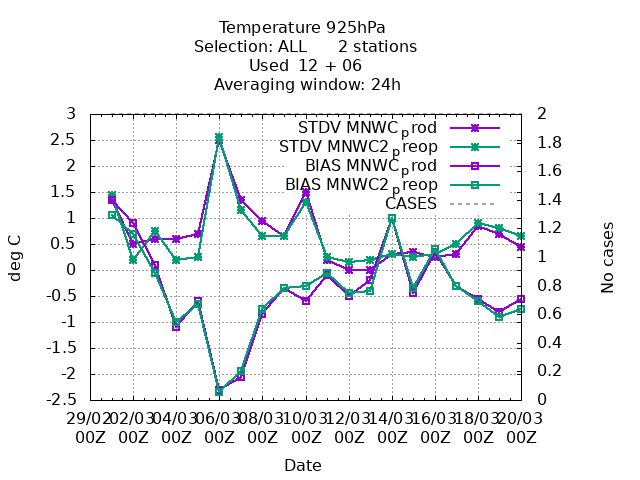 Temperature 925hPa
Selection: ALL 2 stations
Used 12 + 06
Averaging window: 24h
3 2
2.5 1.8
2 1.6
1.5 1.4
1 1.2
0.5 1
0 0.8
-0.5 0.6
-1 0.4
-1.5 0.2
-2 0
-2.5
STDV MNWC_prod
STDV MNWC2_preop
BIAS MNWC_prod
BIAS MNWC2_preop
CASES
deg C
No cases
29/02 02/03 04/03 06/03 08/03 10/03 12/03 14/03 16/03 18/03 20/03
00Z 00Z 00Z 00Z 00Z 00Z 00Z 00Z 00Z 00Z 00Z
Date